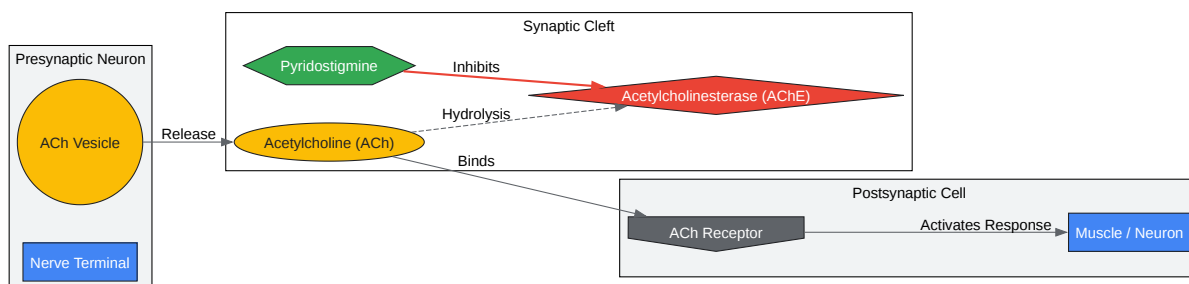 Presynaptic Neuron
ACh Vesicle
Nerve Terminal
Release
Synaptic Cleft
Pyridostigmine
Inhibits
Acetylcholinesterase (AChE)
Hydrolysis
Acetylcholine (ACh)
Binds
Postsynaptic Cell
ACh Receptor
Activates Response
Muscle / Neuron